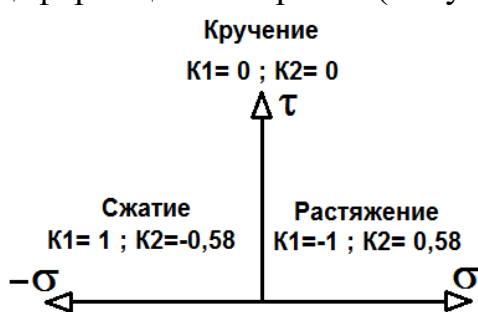 Кручение
К1= 0 ; К2= 0
τ
Сжатие
К1= 1 ; К2=-0,58
Растяжение
К1=-1 ; К2= 0,58
−σ
σ